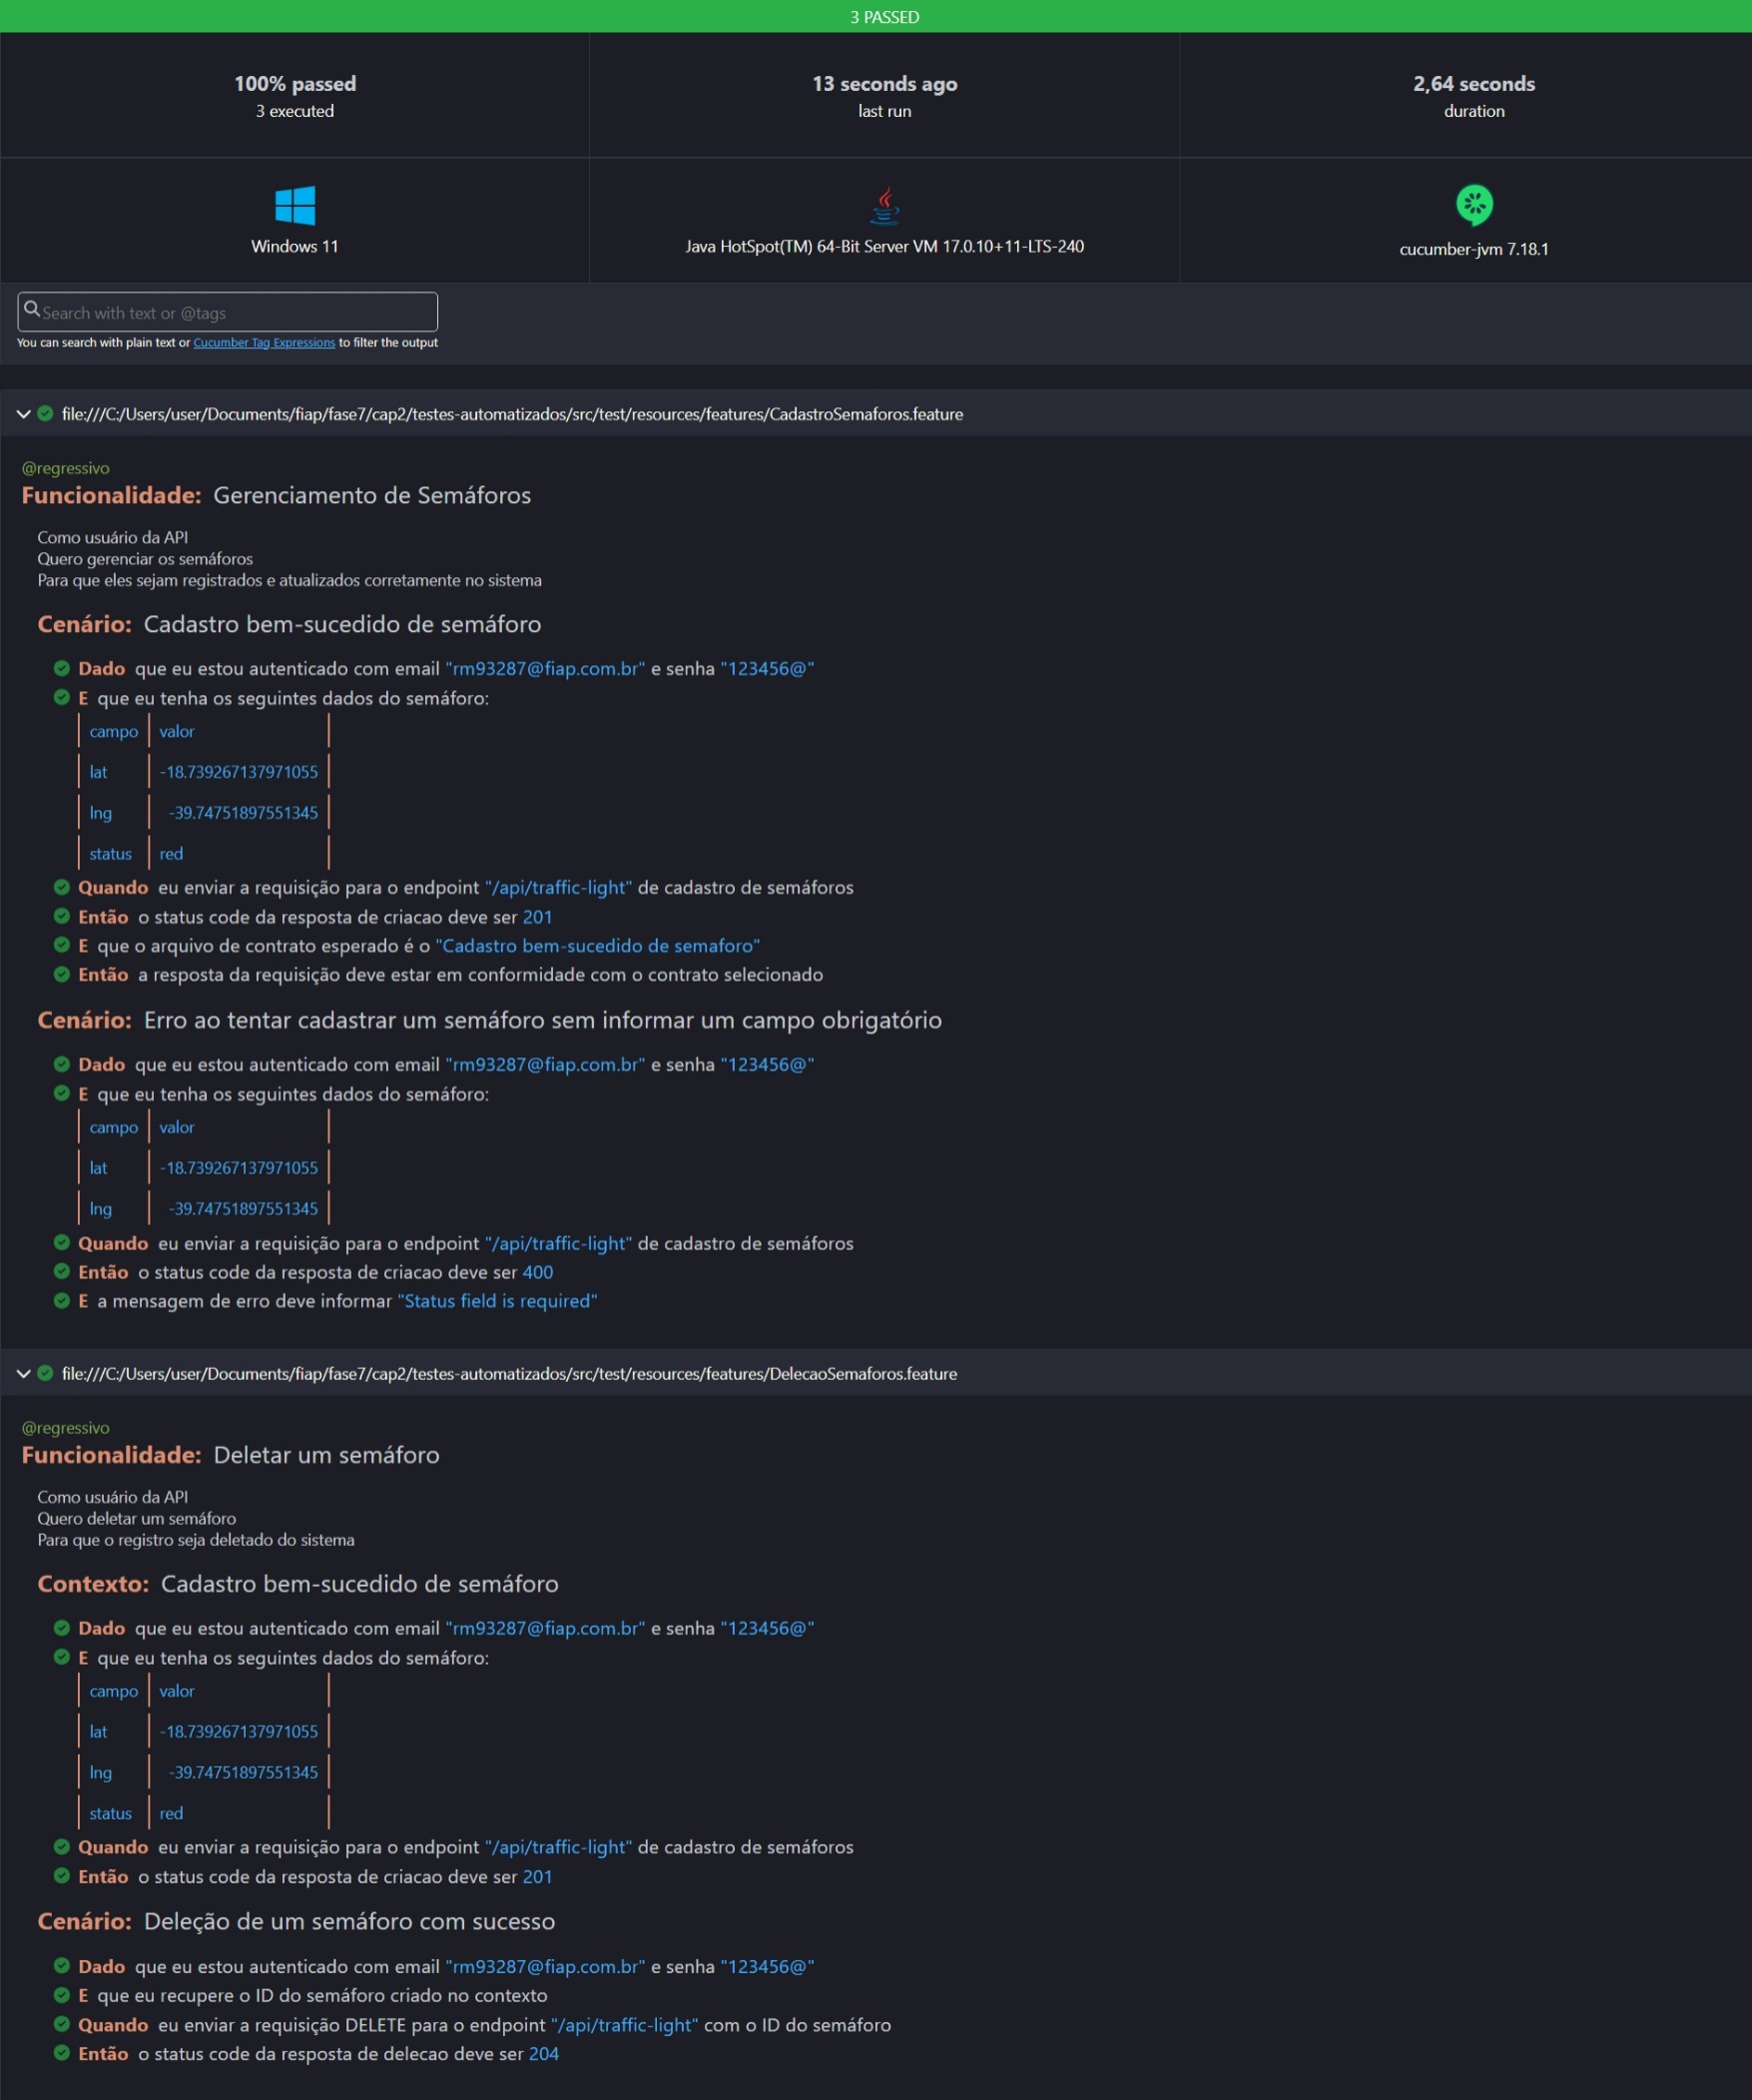 3 PASSED
100% passed
3 executed
13 seconds ago
last run
2,64 seconds
duration
Windows 11
Java HotSpot(TM) 64-Bit Server VM 17.0.10+11-LTS-240
cucumber-jvm 7.18.1
Search with text or @tags
You can search with plain text or Cucumber Tag Expressions to filter the output
file:///C:/Users/user/Documents/fiap/fase7/cap2/testes-automatizados/src/test/resources/features/CadastroSemaforos.feature
@regressivo
Funcionalidade: Gerenciamento de Semáforos
Como usuário da API
Quero gerenciar os semáforos
Para que eles sejam registrados e atualizados corretamente no sistema
Cenário: Cadastro bem-sucedido de semáforo
Dado que eu estou autenticado com email "rm93287@fiap.com.br" e senha "123456@"
E que eu tenha os seguintes dados do semáforo:
campo valor
lat -18.739267137971055
lng -39.74751897551345
status red
Quando eu enviar a requisição para o endpoint "/api/traffic-light" de cadastro de semáforos
Então o status code da resposta de criacao deve ser 201
E que o arquivo de contrato esperado é o "Cadastro bem-sucedido de semaforo"
Então a resposta da requisição deve estar em conformidade com o contrato selecionado
Cenário: Erro ao tentar cadastrar um semáforo sem informar um campo obrigatório
Dado que eu estou autenticado com email "rm93287@fiap.com.br" e senha "123456@"
E que eu tenha os seguintes dados do semáforo:
campo valor
lat -18.739267137971055
lng -39.74751897551345
Quando eu enviar a requisição para o endpoint "/api/traffic-light" de cadastro de semáforos
Então o status code da resposta de criacao deve ser 400
E a mensagem de erro deve informar "Status field is required"
file:///C:/Users/user/Documents/fiap/fase7/cap2/testes-automatizados/src/test/resources/features/DelecaoSemaforos.feature
@regressivo
Funcionalidade: Deletar um semáforo
Como usuário da API
Quero deletar um semáforo
Para que o registro seja deletado do sistema
Contexto: Cadastro bem-sucedido de semáforo
Dado que eu estou autenticado com email "rm93287@fiap.com.br" e senha "123456@"
E que eu tenha os seguintes dados do semáforo:
campo valor
lat -18.739267137971055
lng -39.74751897551345
status red
Quando eu enviar a requisição para o endpoint "/api/traffic-light" de cadastro de semáforos
Então o status code da resposta de criacao deve ser 201
Cenário: Deleção de um semáforo com sucesso
Dado que eu estou autenticado com email "rm93287@fiap.com.br" e senha "123456@"
E que eu recupere o ID do semáforo criado no contexto
Quando eu enviar a requisição DELETE para o endpoint "/api/traffic-light" com o ID do semáforo
Então o status code da resposta de delecao deve ser 204